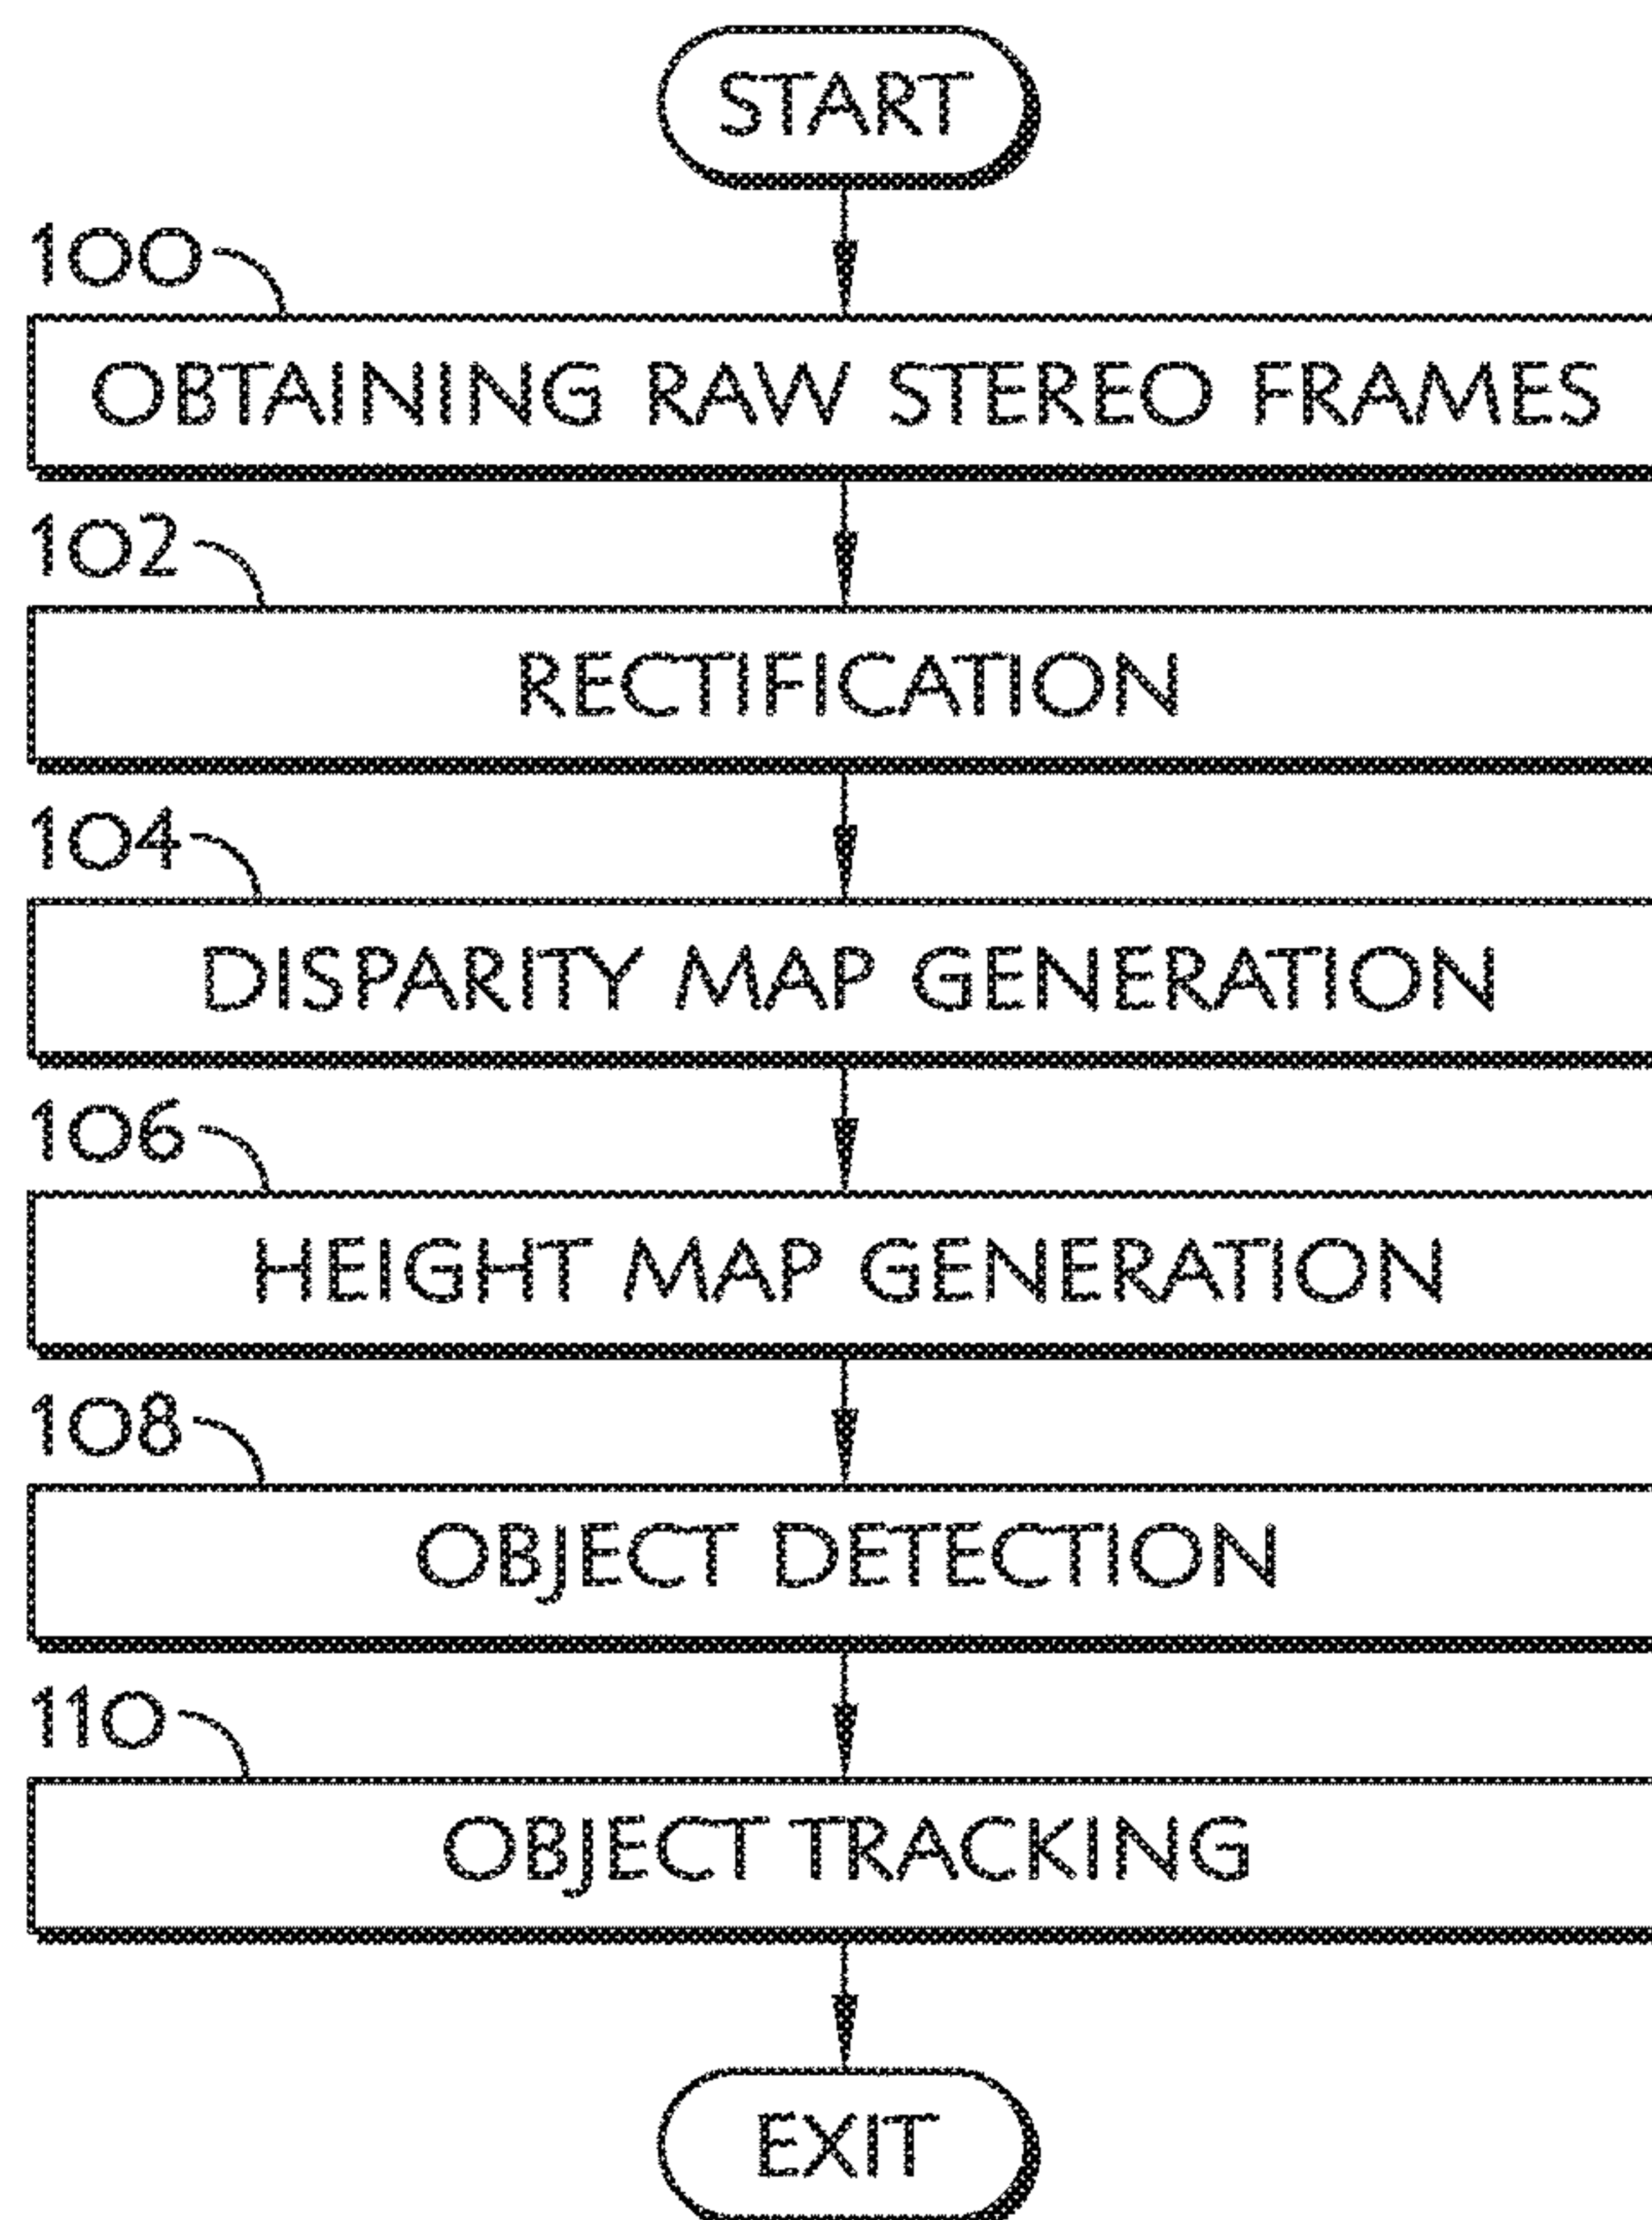 START
100
OBTAINING RAW STEREO FRAMES
102
RECTIFICATION
104
DISPARITY MAP GENERATION
106
HEIGHT MAP GENERATION
108
OBJECT DETECTION
110
OBJECT TRACKING
EXIT